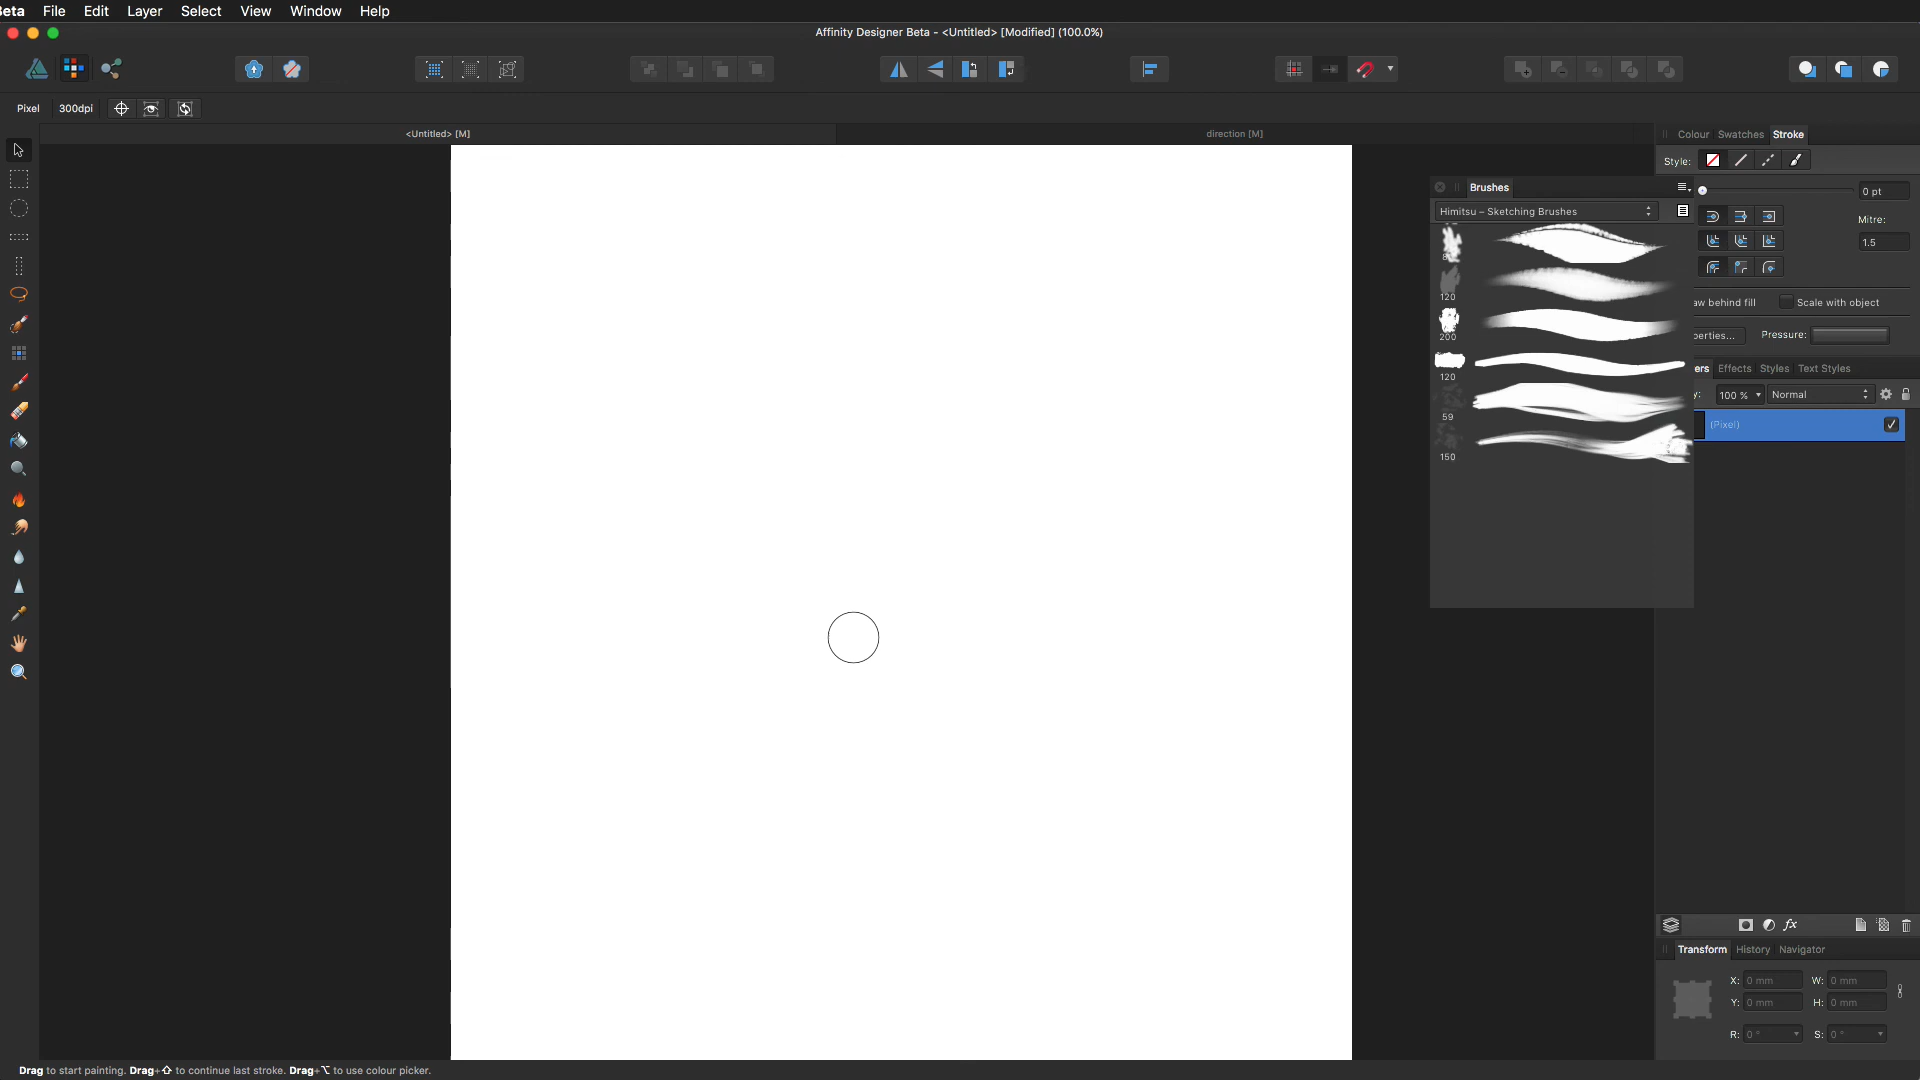 eta File Edit Layer Select View Window Help
Affinity Designer Beta - <Untitled> [Modified] (100.0%)
Pixel 300dpi
<Untitled> [M] direction [M]
Colour Swatches Stroke
Style:
Brushes
0 pt
Himitsu – Sketching Brushes
Mitre:
1.5
120
aw behind fill Scale with object
200
perties... Pressure:
120
ers Effects Styles Text Styles
y: 100 % Normal
59
(Pixel)
150
fx
Transform History Navigator
X: 0 mm W: 0 mm
Y: 0 mm H: 0 mm
R: 0 ° S: 0 °
Drag to start painting. Drag+⇧ to continue last stroke. Drag+⌥ to use colour picker.